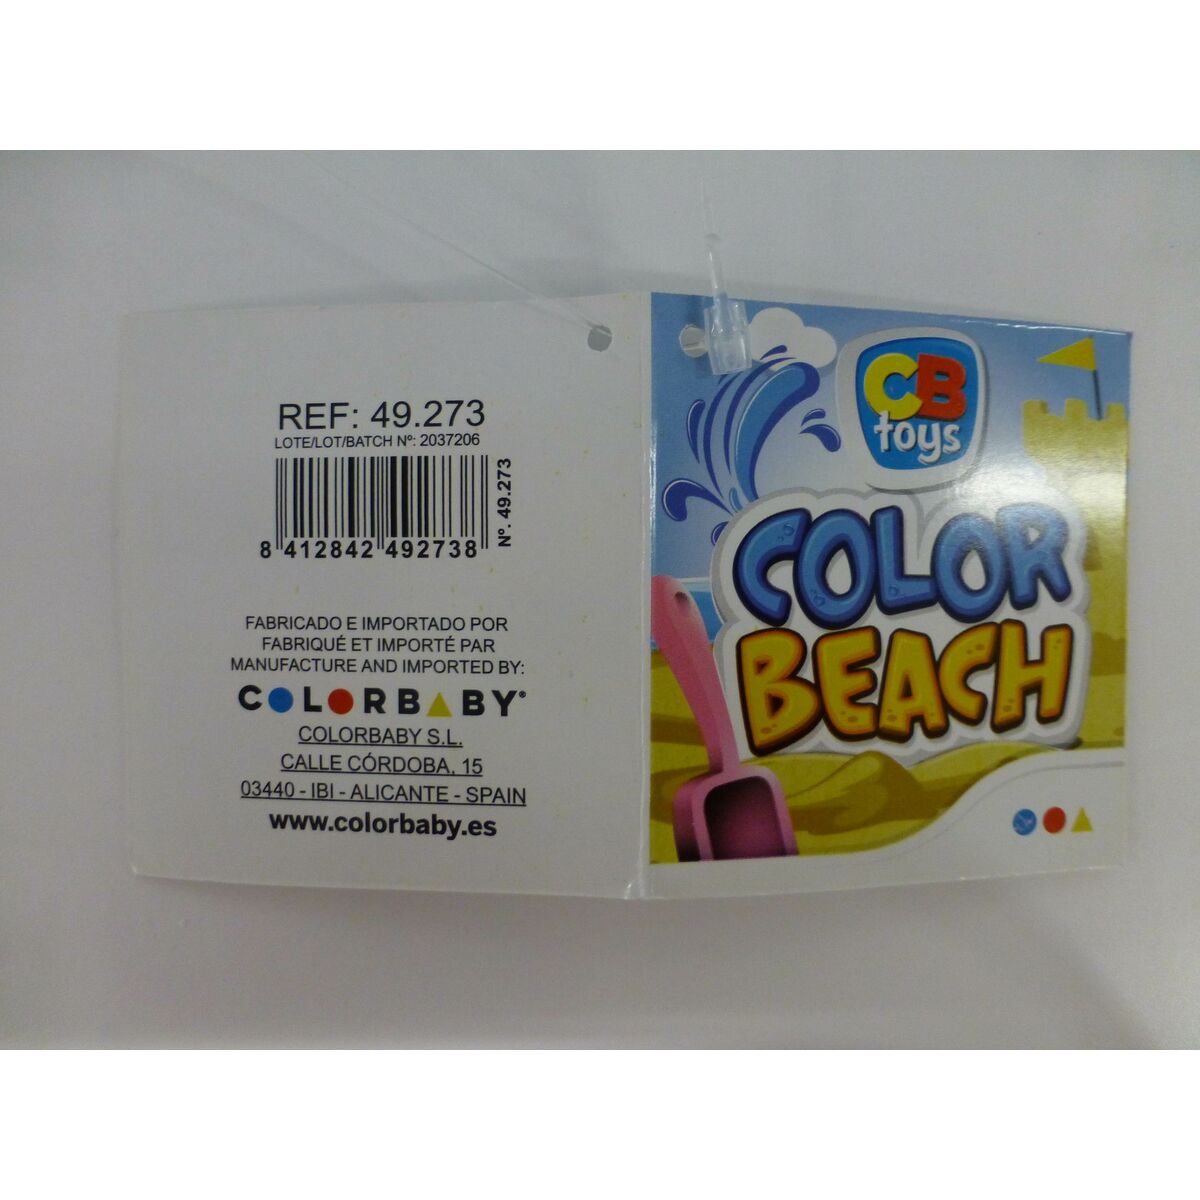 REF: 49.273
LOTE/LOT/BATCH Nº: 2037206
Nº. 49.273
8 412842 492738
FABRICADO E IMPORTADO POR
FABRIQUÉ ET IMPORTÉ PAR
MANUFACTURE AND IMPORTED BY:
COLORBABY®
COLORBABY S.L.
CALLE CÓRDOBA, 15
03440 - IBI - ALICANTE - SPAIN
www.colorbaby.es
CB
toys
COLOR
BEACH